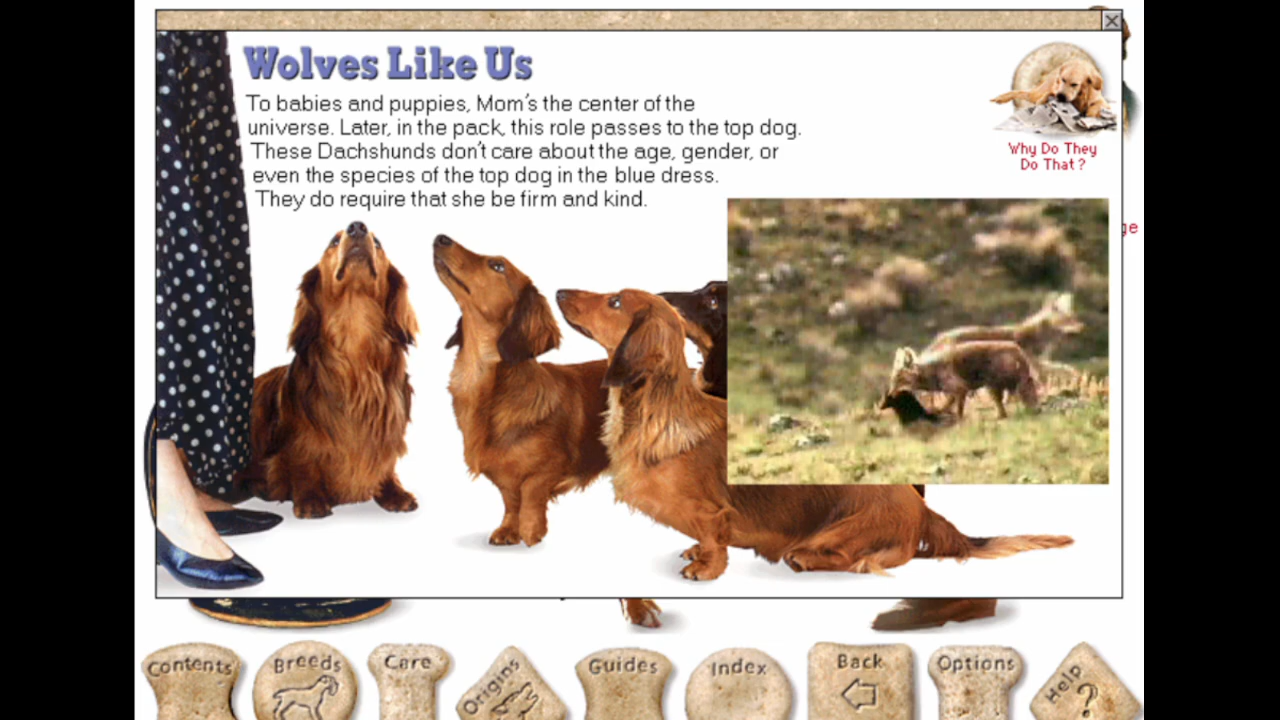 Wolves Like Us
To babies and puppies, Mom's the center of the
universe. Later, in the pack, this role passes to the top dog.
These Dachshunds don't care about the age, gender, or
even the species of the top dog in the blue dress.
They do require that she be firm and kind.
Why Do They
Do That ?
ge
Contents
Breeds
Care
Origins
Guides
Index
Back
Options
Help
?